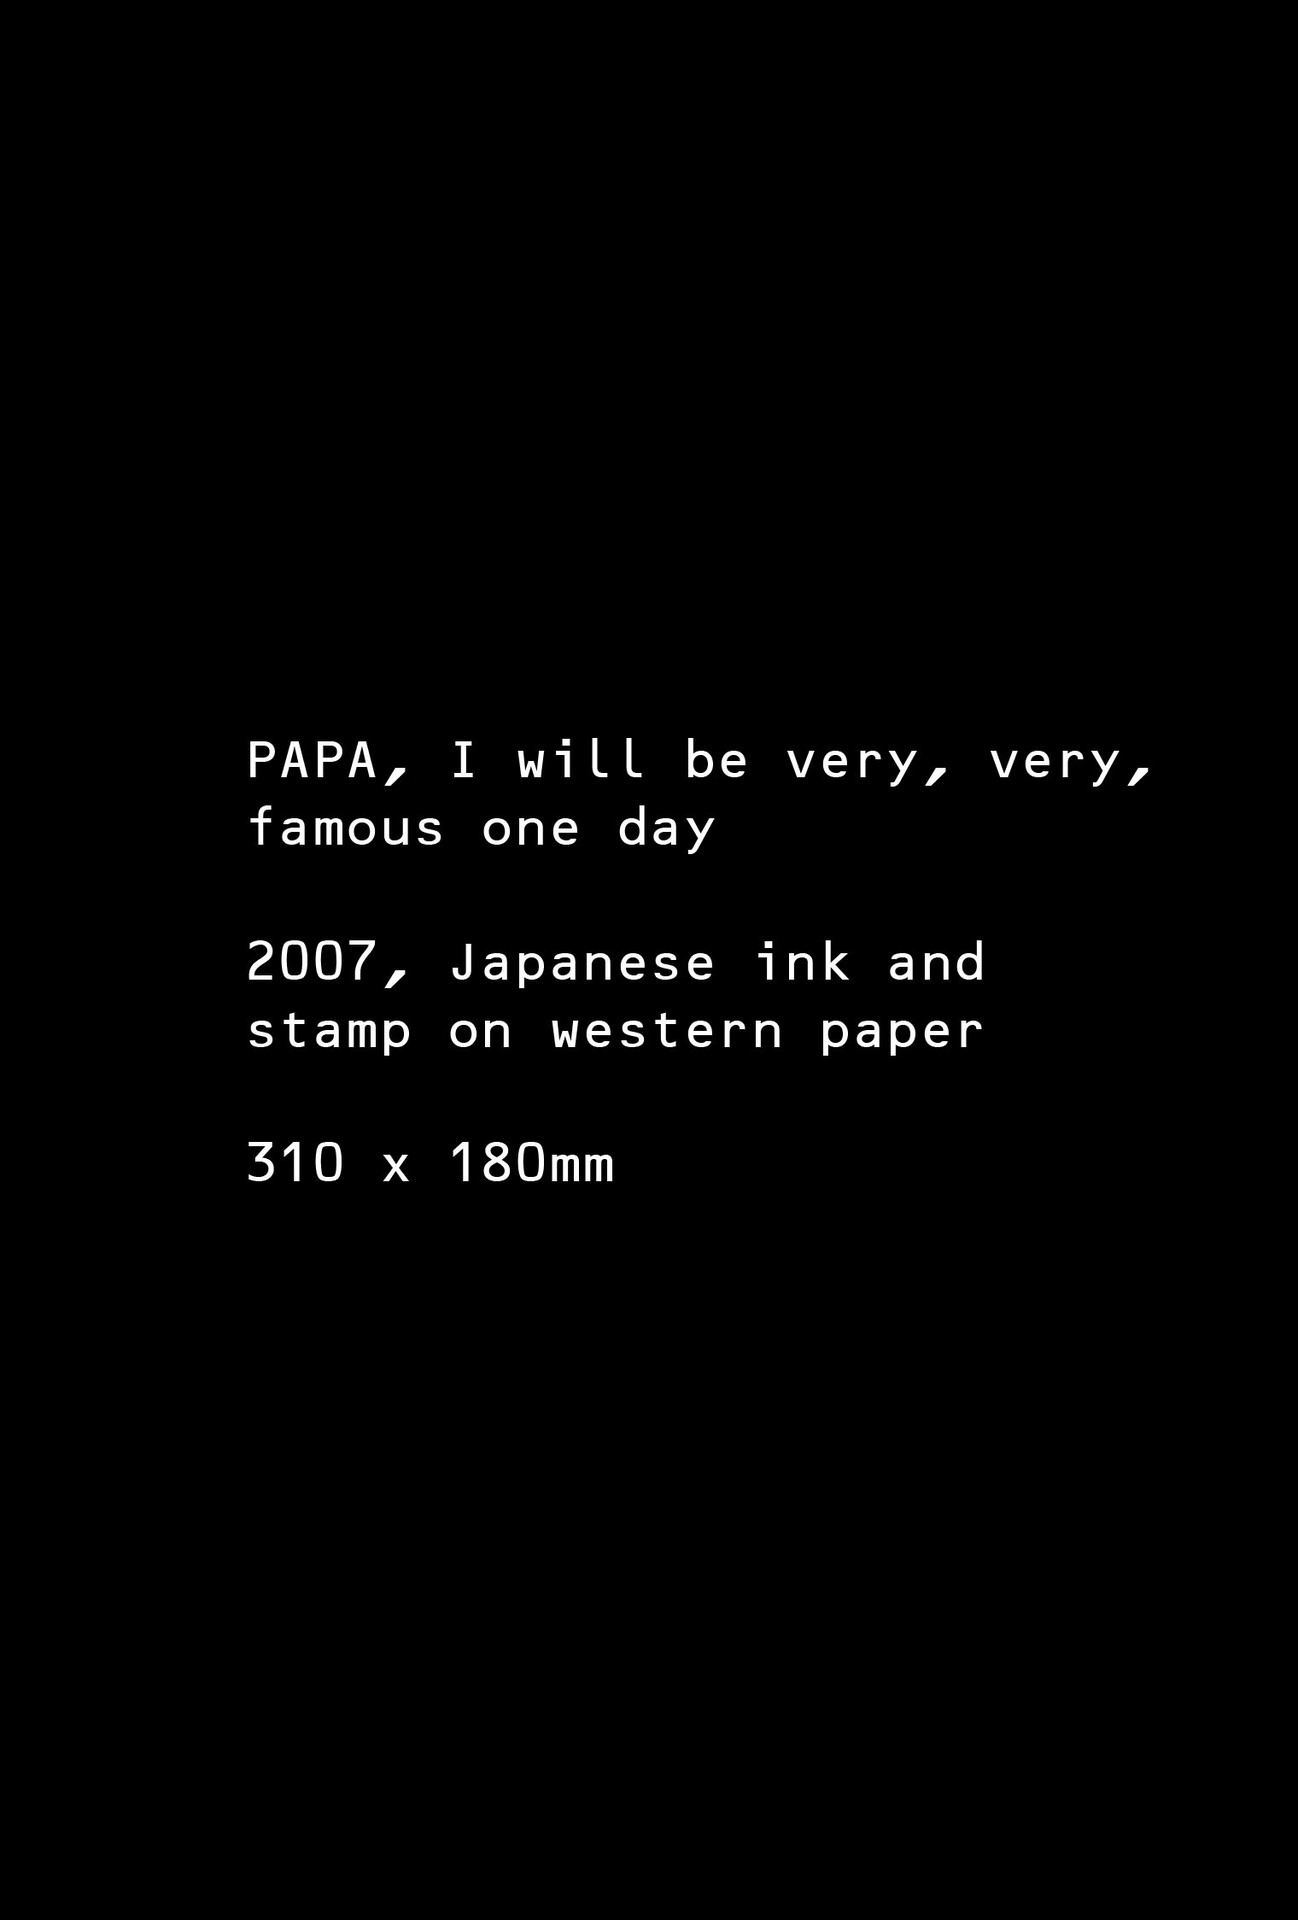 PAPA, I will be very, very,
famous one day
2007, Japanese ink and
stamp on western paper
310 x 180mm